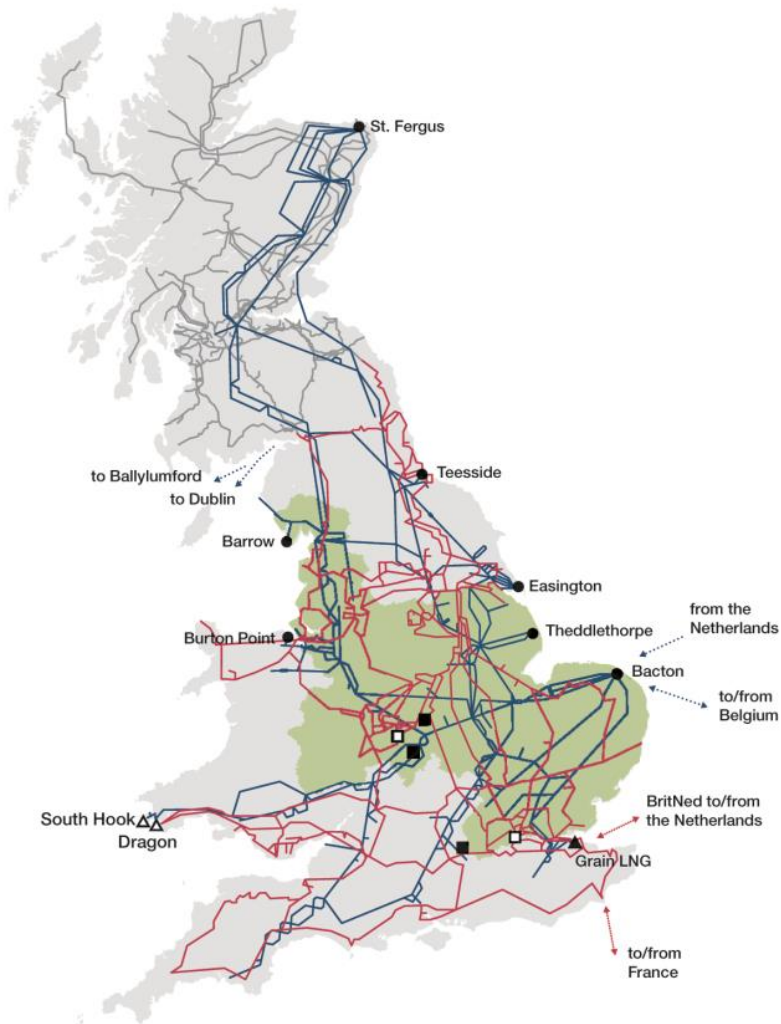 St. Fergus
to Ballylumford
to Dublin
Teesside
Barrow
Easington
Burton Point
Theddlethorpe
from the
Netherlands
Bacton
to/from
Belgium
South Hook
Dragon
BritNed to/from
the Netherlands
Grain LNG
to/from
France